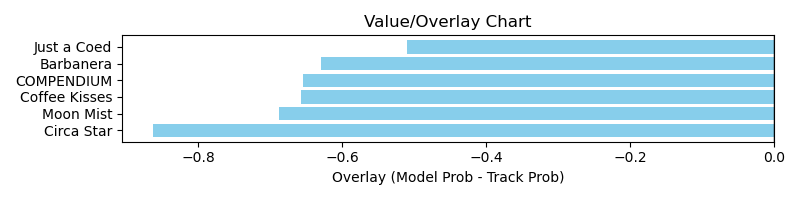 Value/Overlay Chart
Just a Coed
Barbanera
COMPENDIUM
Coffee Kisses
Moon Mist
Circa Star
−0.8 −0.6 −0.4 −0.2 0.0
Overlay (Model Prob - Track Prob)